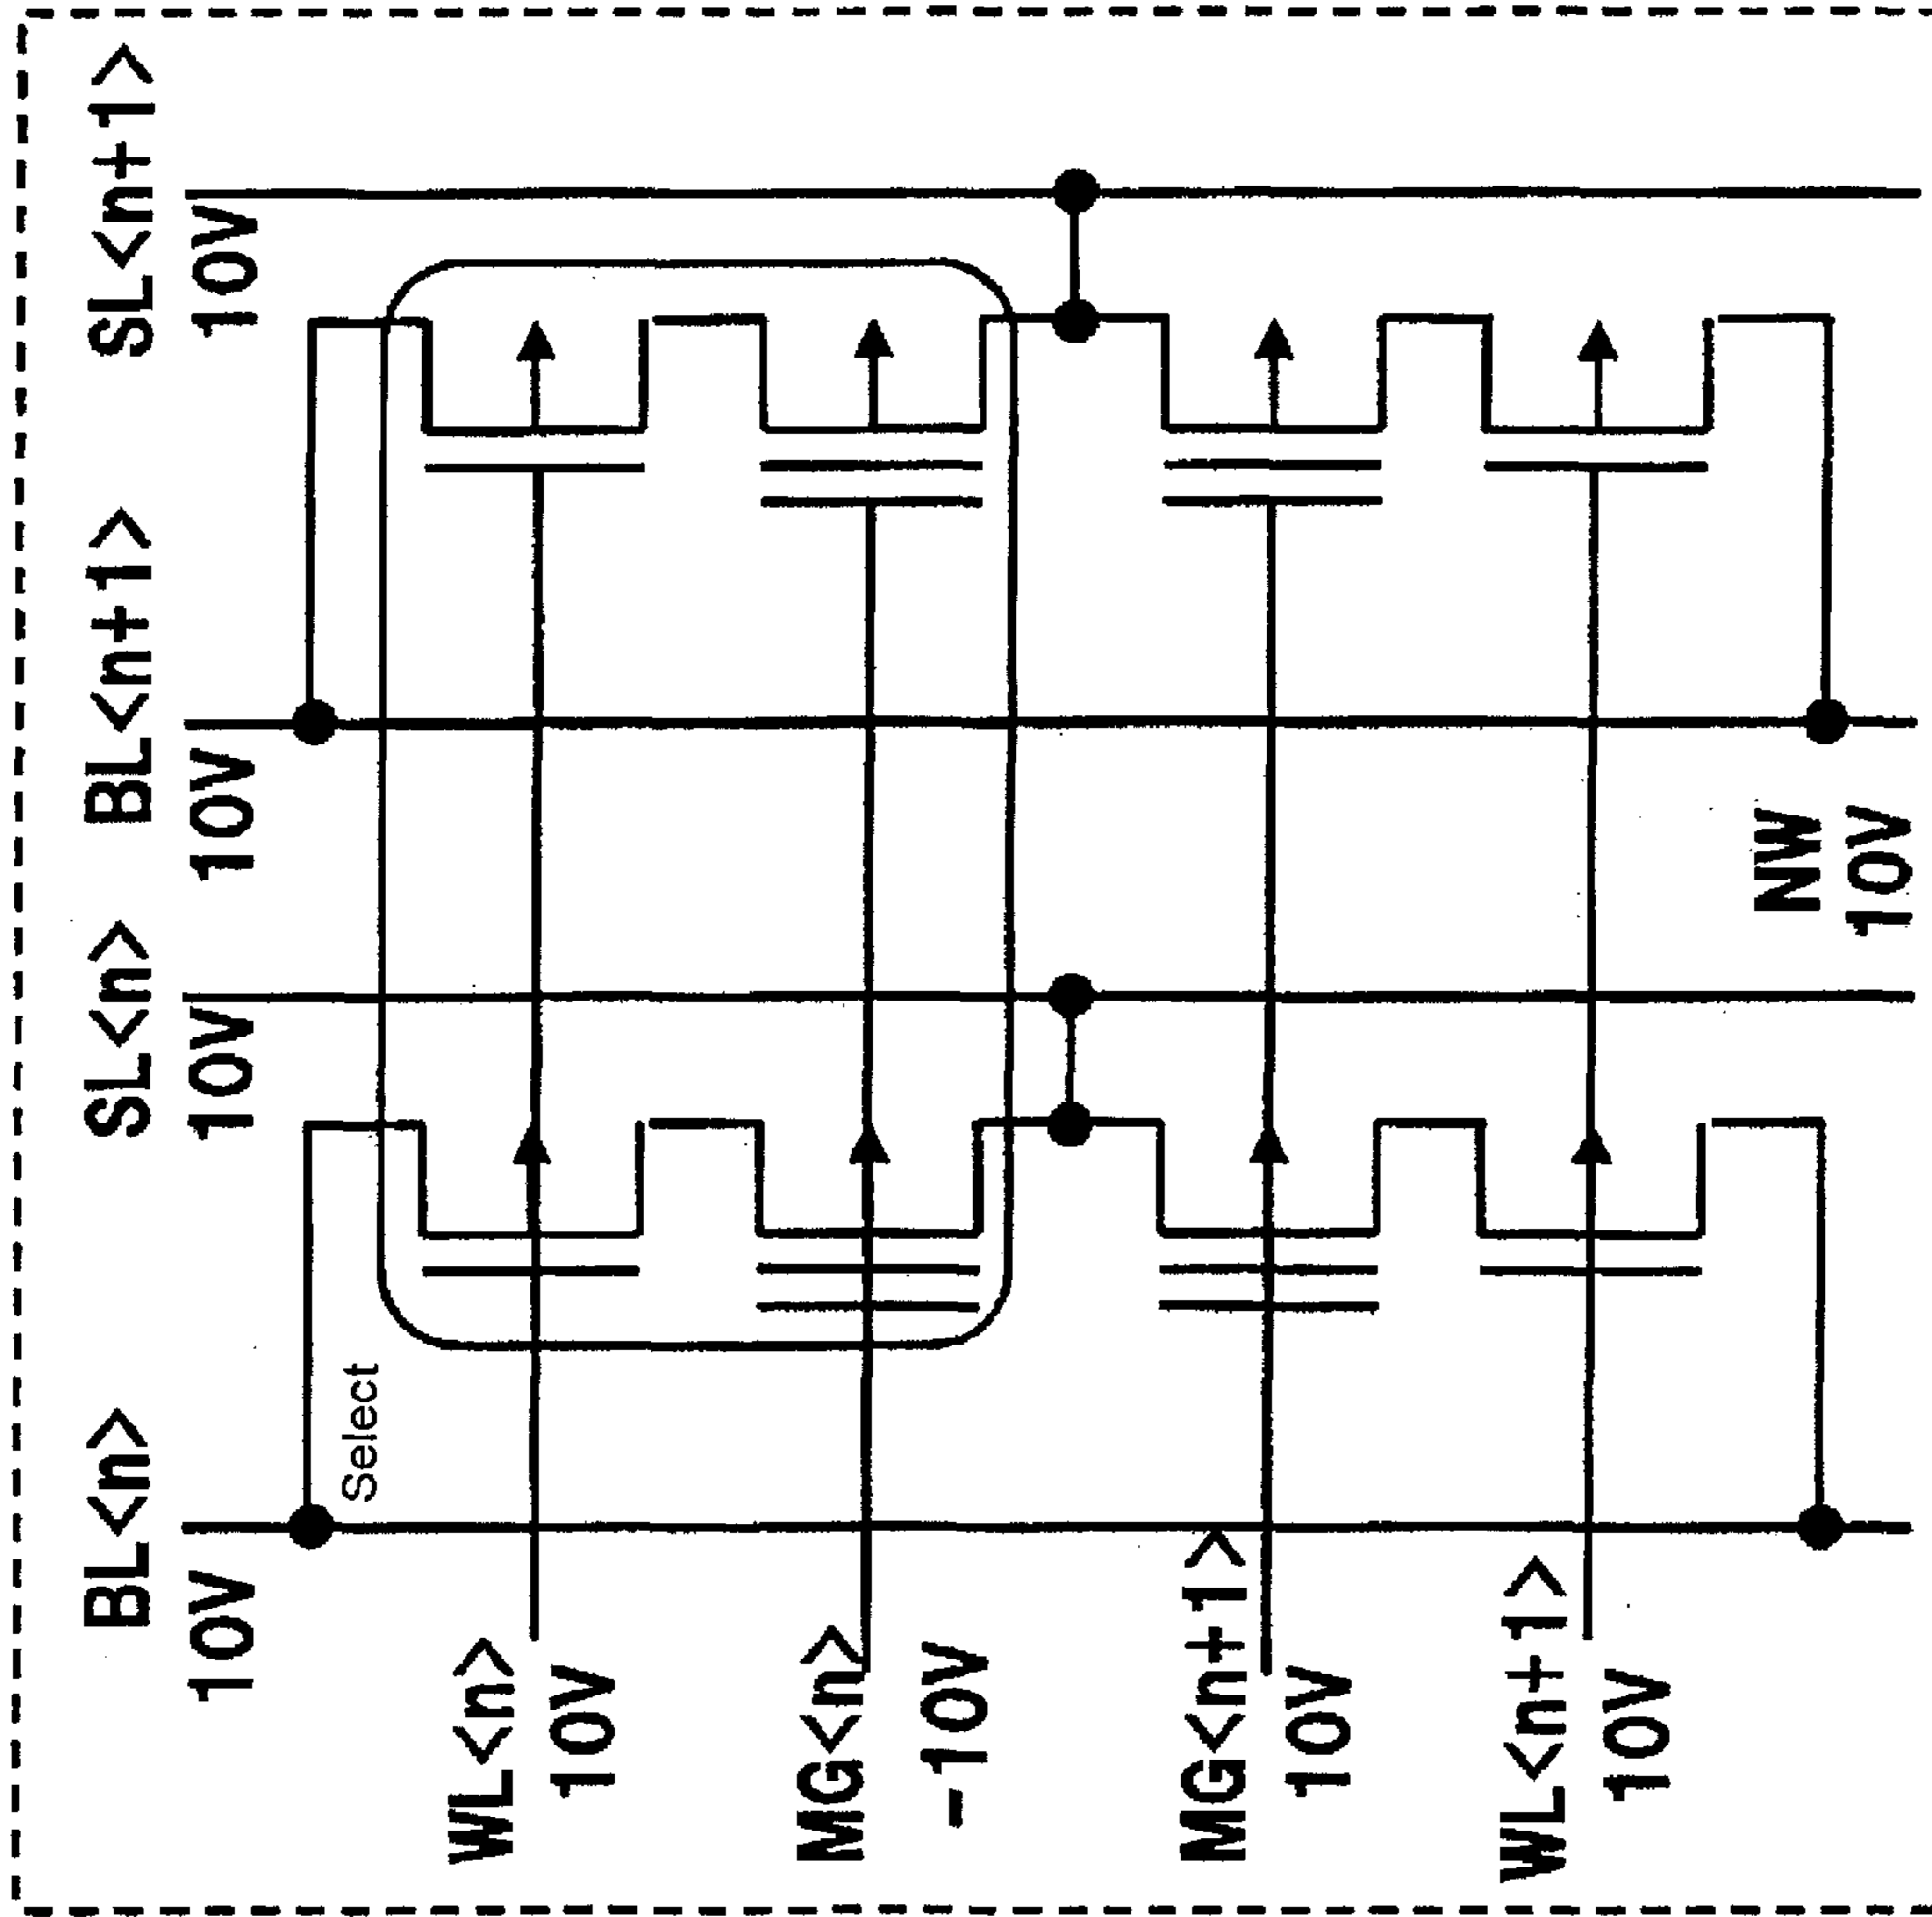 BL<n>
10V
SL<n>
10V
BL<n+1>
10V
SL<n+1>
10V
Select
WL<n>
10V
MG<n>
-10V
MG<n+1>
10V
WL<n+1>
10V
NW
10V